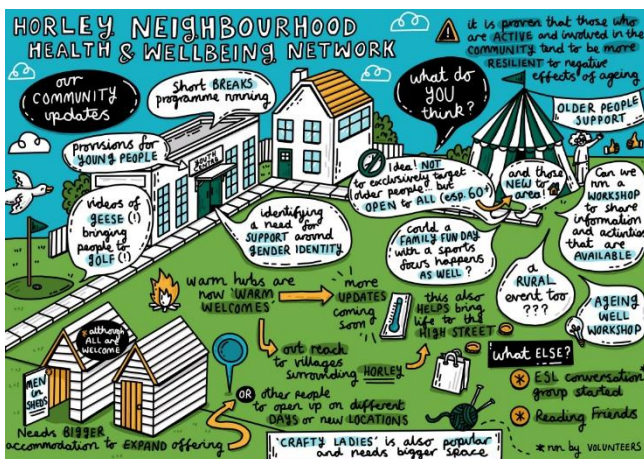 HORLEY NEIGHBOURHOOD
HEALTH & WELLBEING NETWORK
it is proven that those who
are ACTIVE and involved in the
COMMUNITY tend to be more
RESILIENT to negative
effects of ageing
our
COMMUNITY
updates
Short BREAKS
programme running
what do
YOU
think?
OLDER PEOPLE
SUPPORT
provisions for
YOUNG PEOPLE
YOUTH
CENTRE
videos of
GEESE (!)
bringing
people to
GOLF (!)
identifying
a need for
SUPPORT around
GENDER IDENTITY
Idea! NOT
to exclusively target
older people... but
OPEN to ALL (esp. 60+)
and those
NEW to
area!
Can we
run a
WORKSHOP
to share
information
and activities
that are
AVAILABLE?
could a
FAMILY FUN DAY
with a sports
focus happen
AS WELL?
a
RURAL
event too
???
AGEING
WELL
WORKSHOP
warm hubs are
now 'WARM
WELCOMES'
more
UPDATES
coming
soon
this also
HELPS bring
life to the
HIGH STREET
out reach
to villages
surrounding HORLEY
OR other people
to open up on different
DAYS or new LOCATIONS
*although
ALL are
WELCOME
MEN
in
SHEDS
Needs BIGGER
accommodation to EXPAND offering
'CRAFTY LADIES' is also popular
and needs bigger space
what ELSE?
* ESL conversation*
group started
* Reading Friends
* run by VOLUNTEERS